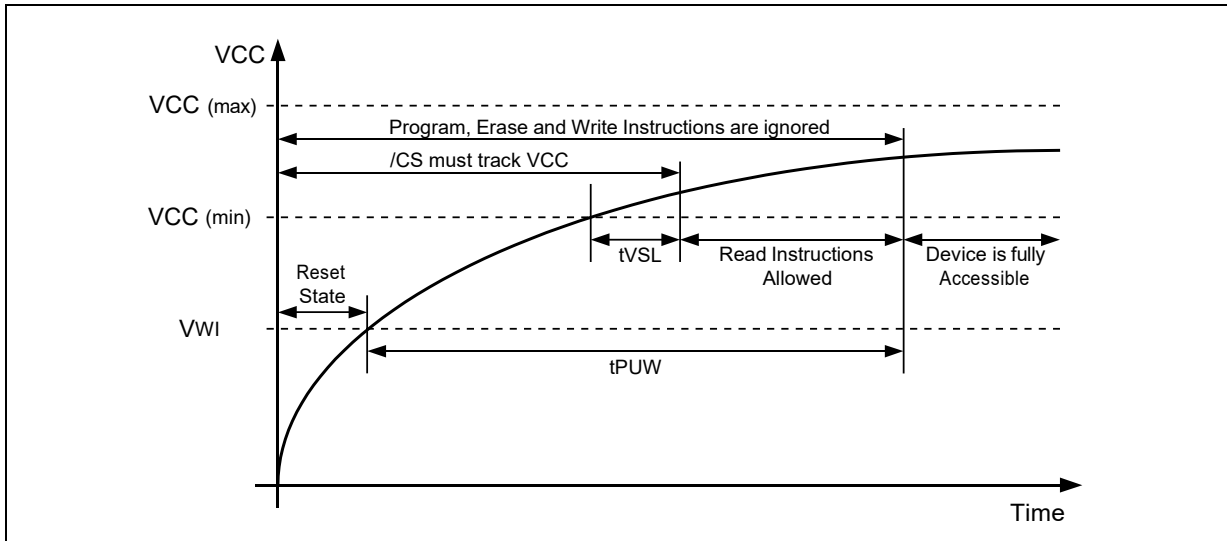 VCC
VCC (max)
Program, Erase and Write Instructions are ignored
/CS must track VCC
VCC (min)
tVSL
Read Instructions
Allowed
Device is fully
Accessible
Reset
State
VWI
tPUW
Time